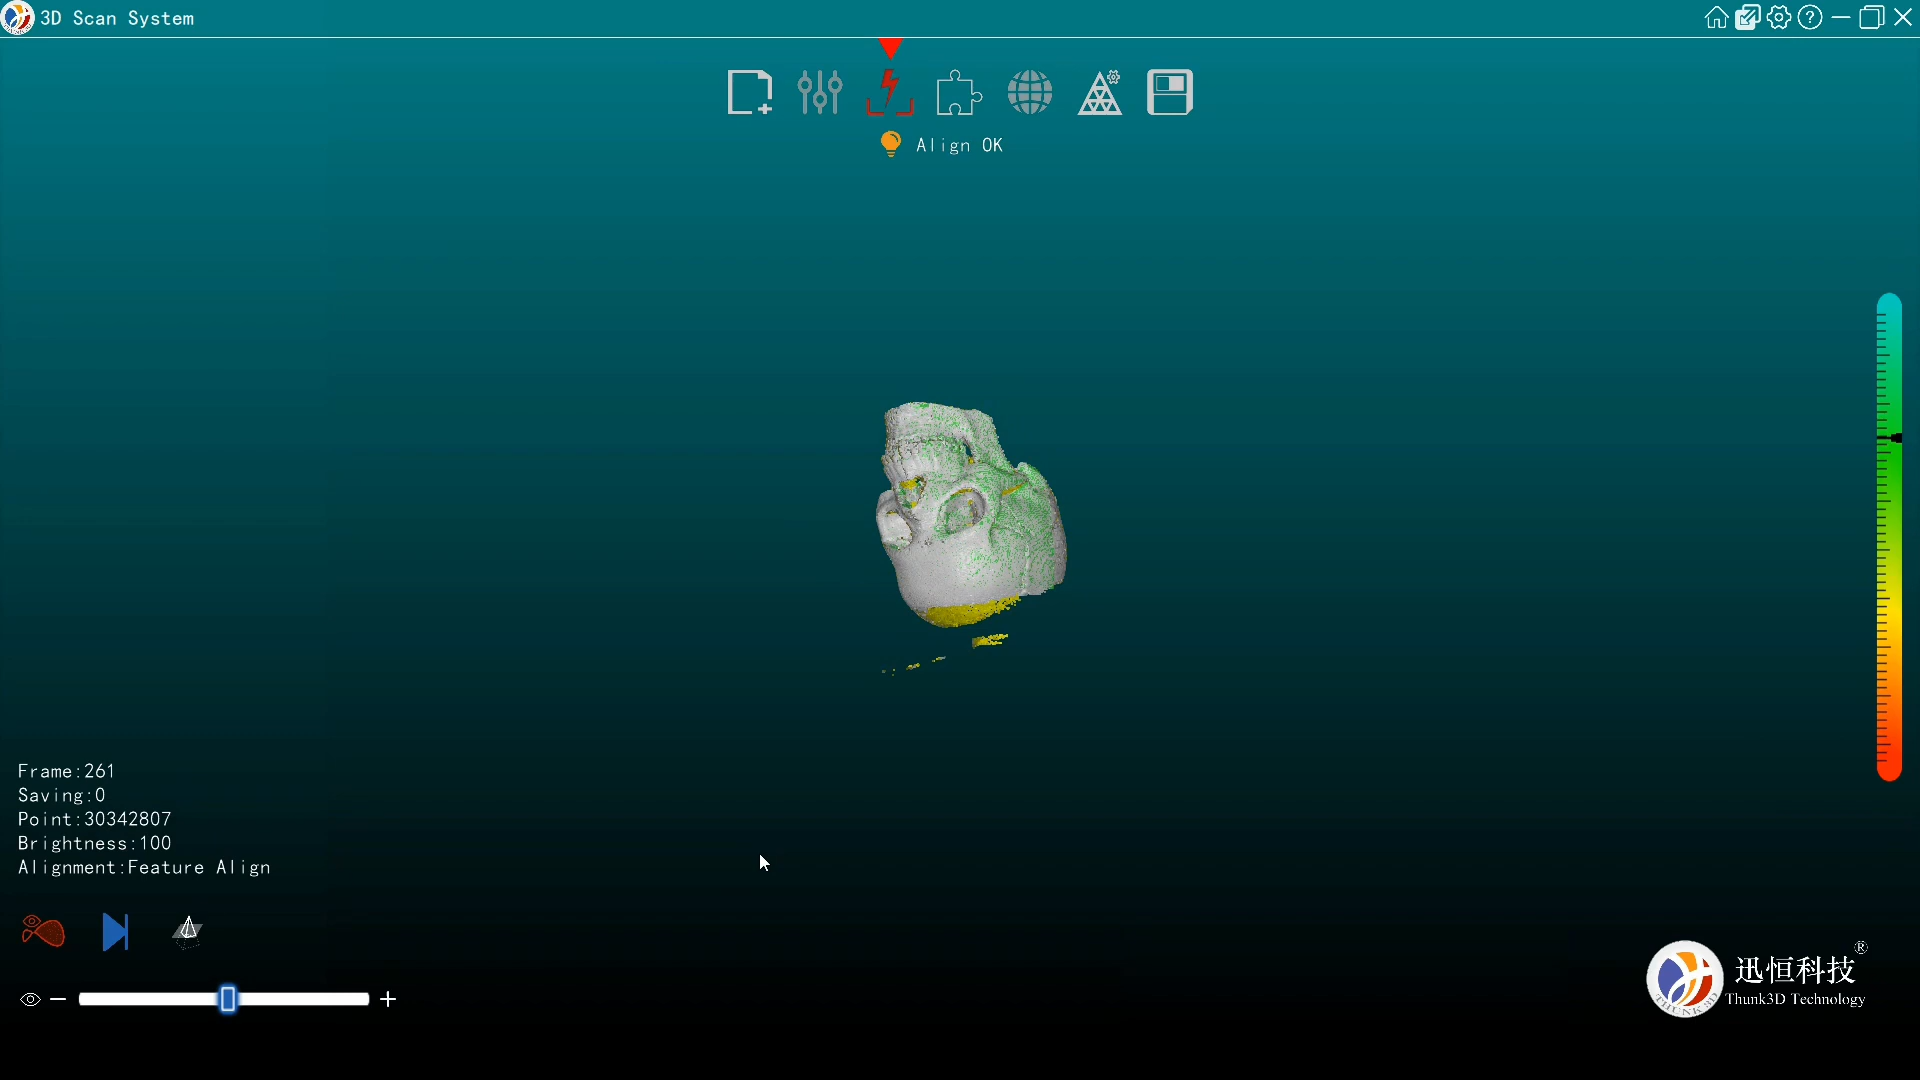 3D Scan System
Align OK
Frame:261
Saving:0
Point:30342807
Brightness:100
Alignment:Feature Align
迅恒科技®
Thunk3D Technology
THUNK3D